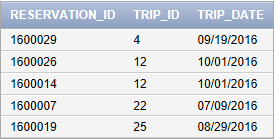 RESERVATION_ID TRIP_ID TRIP_DATE
1600029 4 09/19/2016
1600026 12 10/01/2016
1600014 12 10/01/2016
1600007 22 07/09/2016
1600019 25 08/29/2016